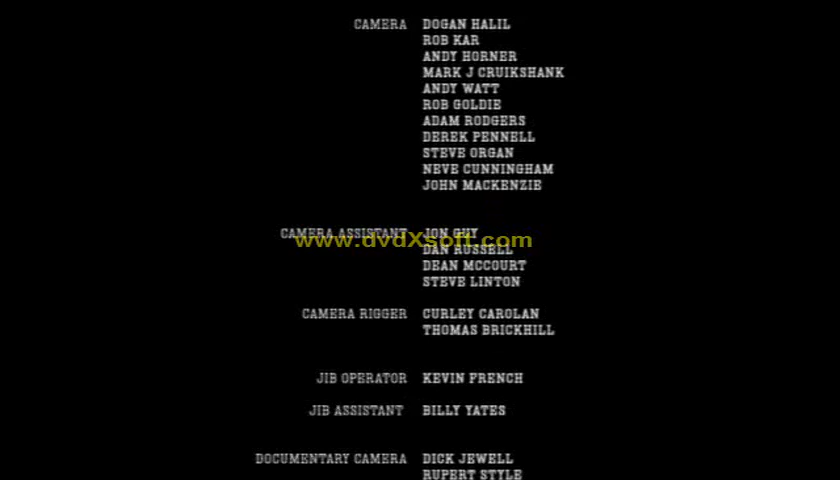 CAMERA DOGAN HALIL
ROB KAR
ANDY HORNER
MARK J CRUIKSHANK
ANDY WATT
ROB GOLDIE
ADAM RODGERS
DEREK PENNELL
STEVE ORGAN
NEVE CUNNINGHAM
JOHN MACKENZIE
CAMERA ASSISTANT JON GUY
www.dvdXsoft.com
DAN RUSSELL
DEAN MCCOURT
STEVE LINTON
CAMERA RIGGER CURLEY CAROLAN
THOMAS BRICKHILL
JIB OPERATOR KEVIN FRENCH
JIB ASSISTANT BILLY YATES
DOCUMENTARY CAMERA DICK JEWELL
RUPERT STYLE